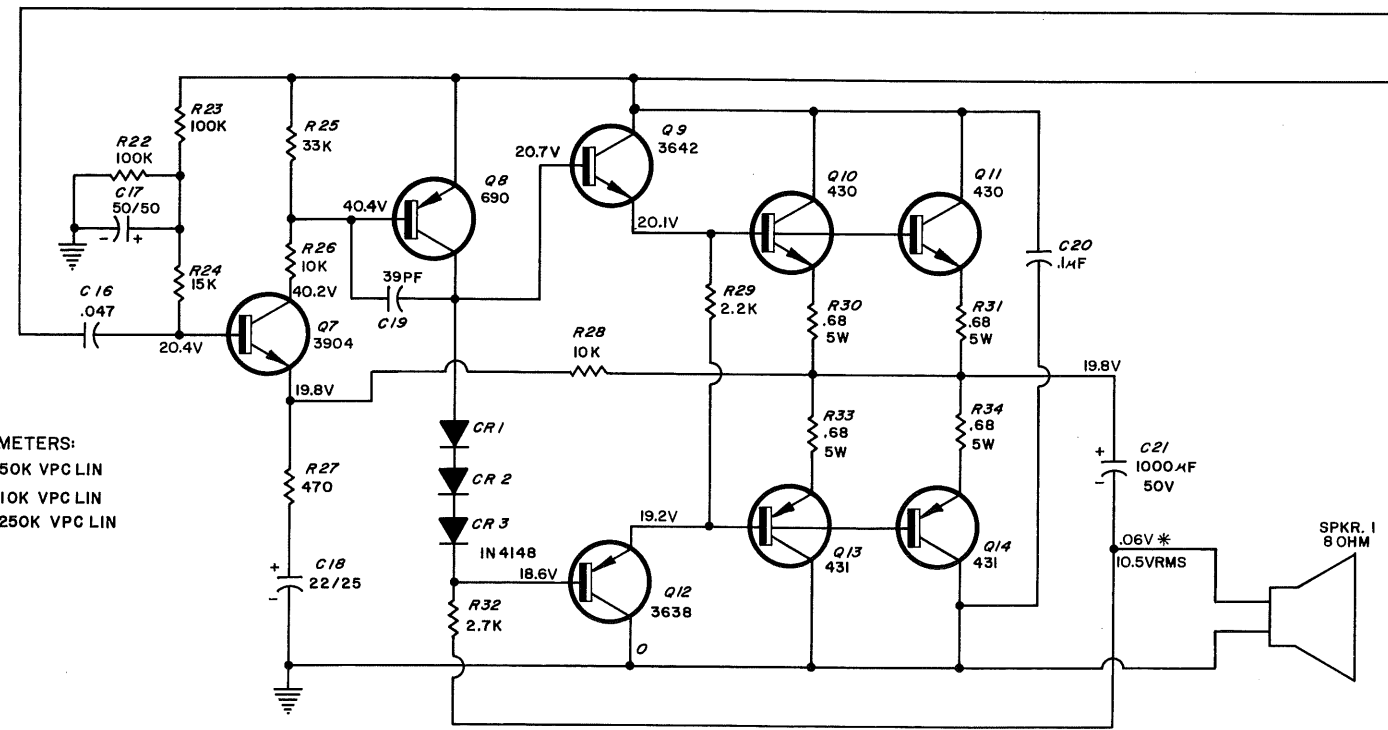 R23
100K
R22
100K
C17
50/50
- +
R24
15K
C16
.047
20.4V
R25
33K
R26
10K
40.2V
Q7
3904
19.8V
R27
470
+
C18
22/25
-
METERS:
50K VPC LIN
10K VPC LIN
250K VPC LIN
40.4V
Q8
690
39PF
C19
CR1
CR2
CR3
IN4148
18.6V
R32
2.7K
20.7V
Q9
3642
20.1V
R28
10K
R29
2.2K
19.2V
Q12
3638
0
Q10
430
Q11
430
R30
.68
5W
R31
.68
5W
R33
.68
5W
R34
.68
5W
Q13
431
Q14
431
C20
.1µF
19.8V
+
C21
1000µF
50V
-
.06V *
10.5VRMS
SPKR. 1
8 OHM